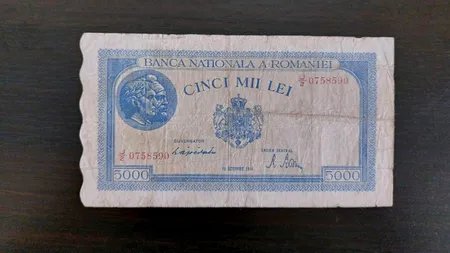 BANCA NATIONALA A ROMANIEI
CINCI MII LEI
0758590
0758590
GUVERNATOR
CASIER CENTRAL
5000 5000